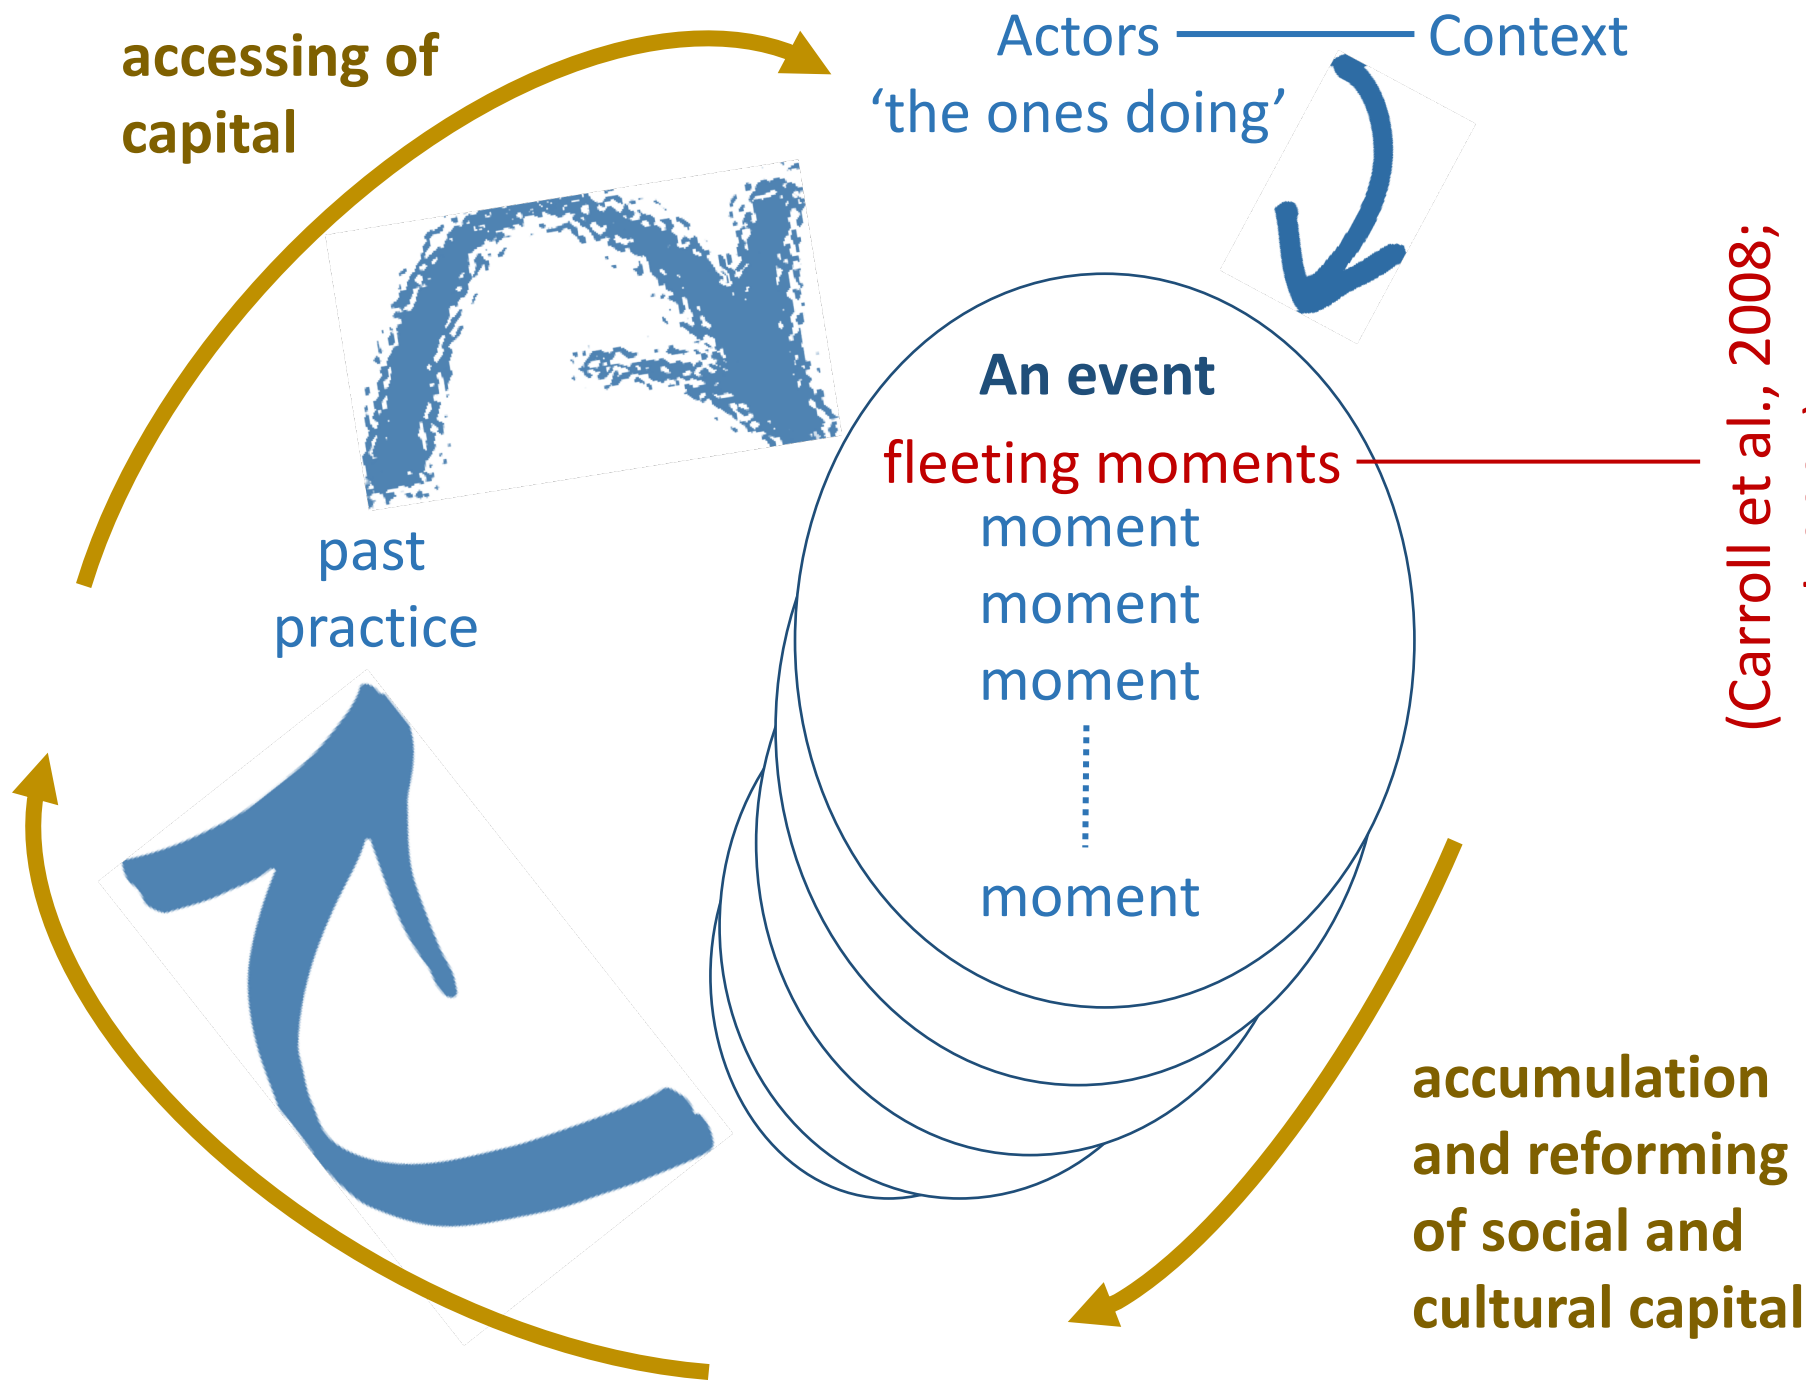 accessing of
capital
Actors
Context
‘the ones doing’
An event
fleeting moments
moment
moment
moment
moment
past
practice
(Carroll et al., 2008;
accumulation
and reforming
of social and
cultural capital